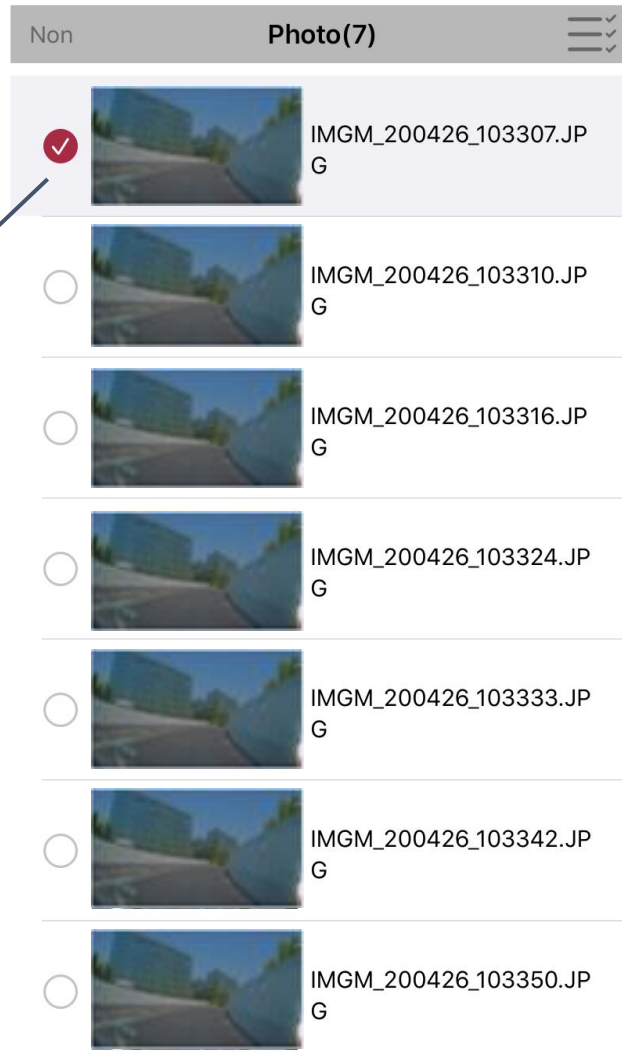 Non
Photo(7)
IMGM_200426_103307.JP
G
IMGM_200426_103310.JP
G
IMGM_200426_103316.JP
G
IMGM_200426_103324.JP
G
IMGM_200426_103333.JP
G
IMGM_200426_103342.JP
G
IMGM_200426_103350.JP
G